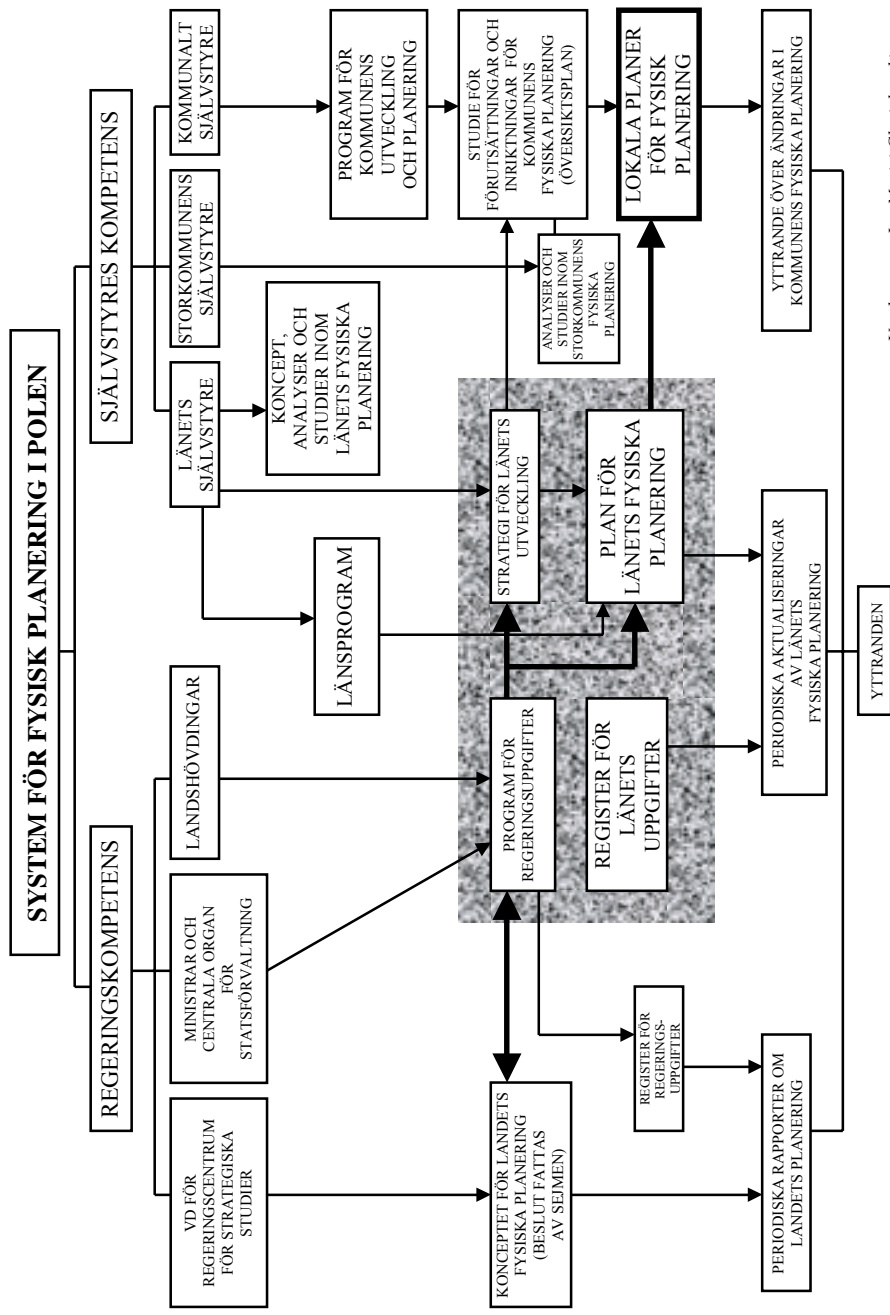 SYSTEM FÖR FYSISK PLANERING I POLEN
REGERINGSKOMPETENS
SJÄLVSTYRES KOMPETENS
VD FÖR
REGERINGSCENTRUM
FÖR STRATEGISKA
STUDIER
MINISTRAR OCH
CENTRALA ORGAN
FÖR
STATSFÖRVALTNING
LANDSHÖVDINGAR
LÄNETS
SJÄLVSTYRE
STORKOMMUNENS
SJÄLVSTYRE
KOMMUNALT
SJÄLVSTYRE
LÄNSPROGRAM
KONCEPT,
ANALYSER OCH
STUDIER INOM
LÄNETS FYSISKA
PLANERING
PROGRAM FÖR
KOMMUNENS
UTVECKLING
OCH PLANERING
KONCEPTET FÖR LANDETS
FYSISKA PLANERING
(BESLUT FATTAS
AV SEJMEN)
PROGRAM FÖR
REGERINGSUPPGIFTER
STRATEGI FÖR LÄNETS
UTVECKLING
STUDIE FÖR
FÖRUTSÄTTNINGAR OCH
INRIKTNINGAR FÖR
KOMMUNENS
FYSISKA PLANERING
(ÖVERSIKTSPLAN)
ANALYSER OCH
STUDIER INOM
STORKOMMUNENS
FYSISKA
PLANERING
REGISTER FÖR
LÄNETS
UPPGIFTER
PLAN FÖR
LÄNETS FYSISKA
PLANERING
LOKALA PLANER
FÖR FYSISK
PLANERING
REGISTER FÖR
REGERINGS-
UPPGIFTER
PERIODISKA RAPPORTER OM
LANDETS PLANERING
PERIODISKA AKTUALISERINGAR
AV LÄNETS
FYSISKA PLANERING
YTTRANDE ÖVER ÄNDRINGAR I
KOMMUNENS FYSISKA PLANERING
YTTRANDEN